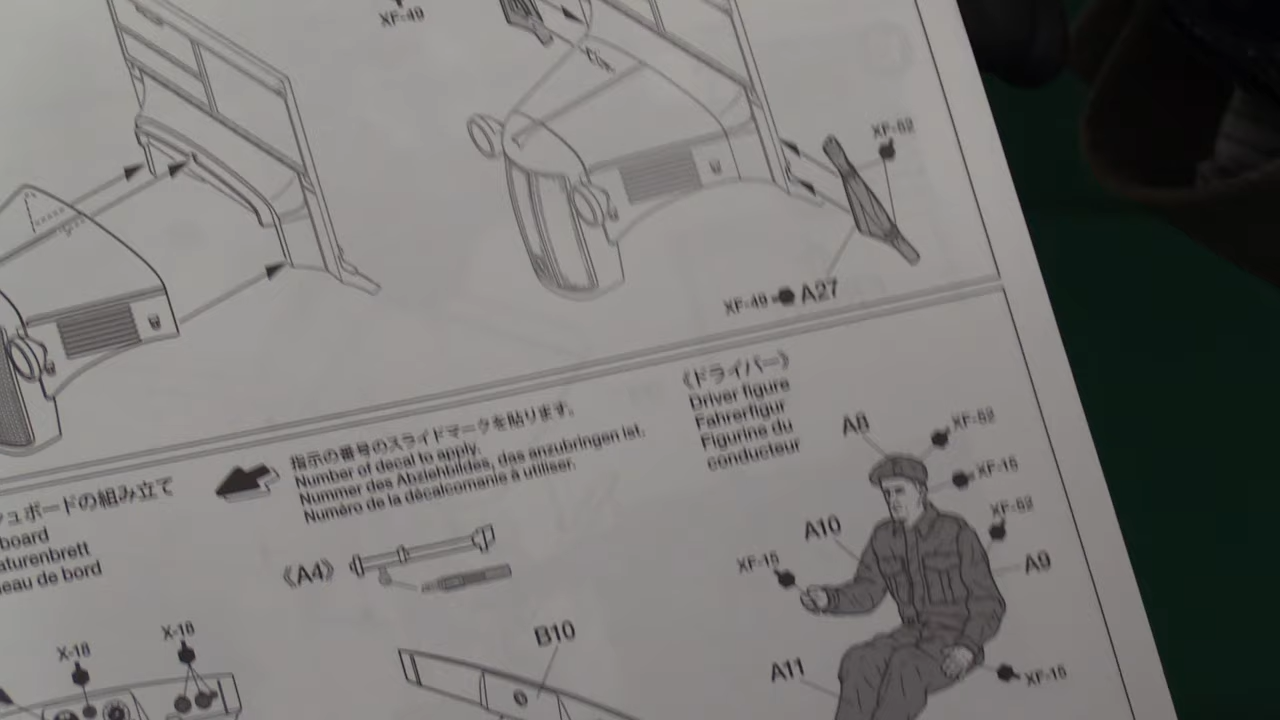 XF-49
XF-62
XF-49
A27
《ドライバー》
Driver figure
Fahrerfigur
Figurine du
conducteur
指示の番号のスライドマークを貼ります。
Number of decal to apply.
Nummer des Abziehbildes, das anzubringen ist.
Numéro de la décalcomanie à utiliser.
ュボードの組み立て
board
aturenbrett
eau de bord
《A4》
A8
XF-62
XF-15
XF-62
A10
XF-15
A9
X-18
X-18
B10
A11
XF-15